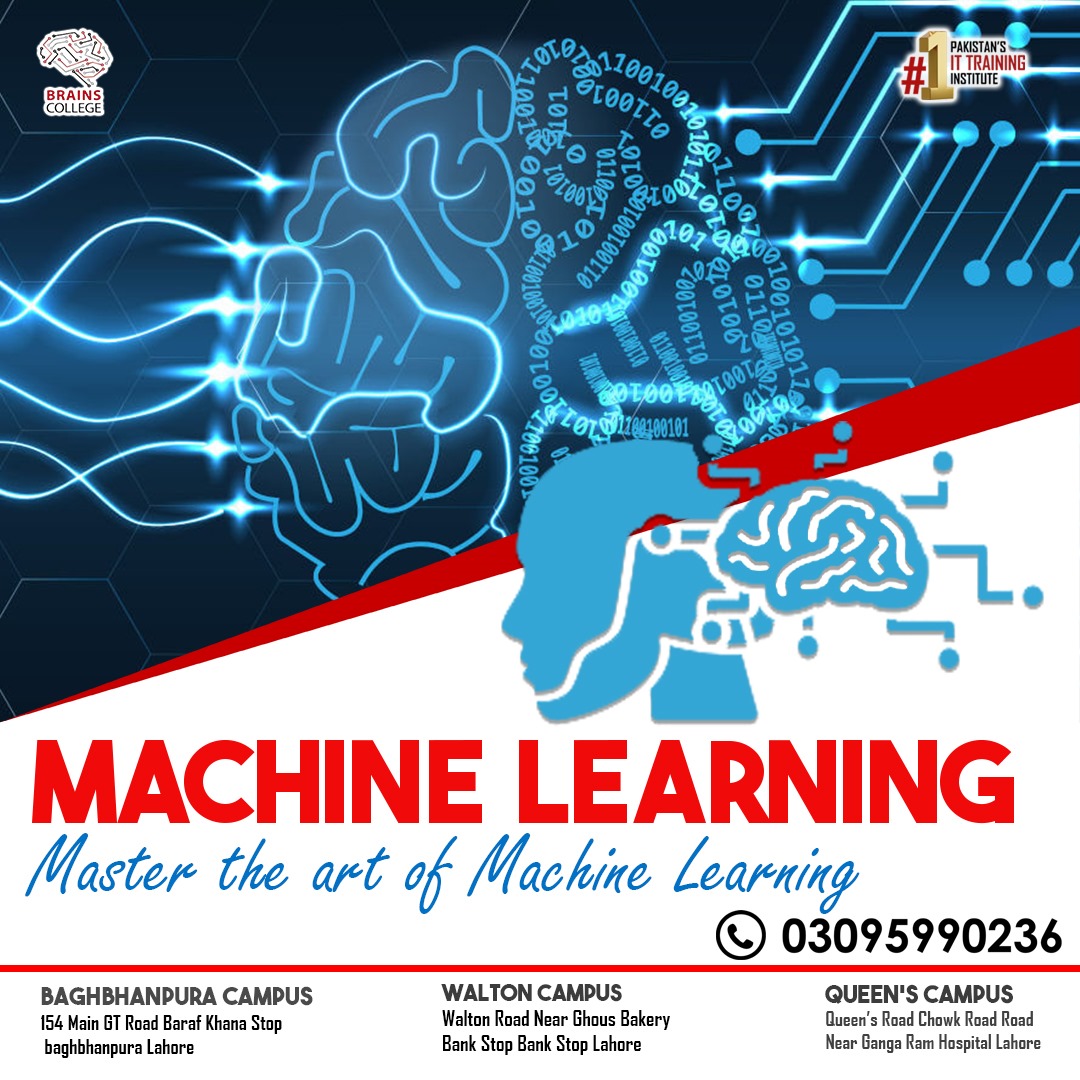 BRAINS
COLLEGE
#1 PAKISTAN'S
IT TRAINING
INSTITUTE
MACHINE LEARNING
Master the art of Machine Learning
03095990236
BAGHBHANPURA CAMPUS
154 Main GT Road Baraf Khana Stop
baghbhanpura Lahore
WALTON CAMPUS
Walton Road Near Ghous Bakery
Bank Stop Bank Stop Lahore
QUEEN'S CAMPUS
Queen's Road Chowk Road Road
Near Ganga Ram Hospital Lahore